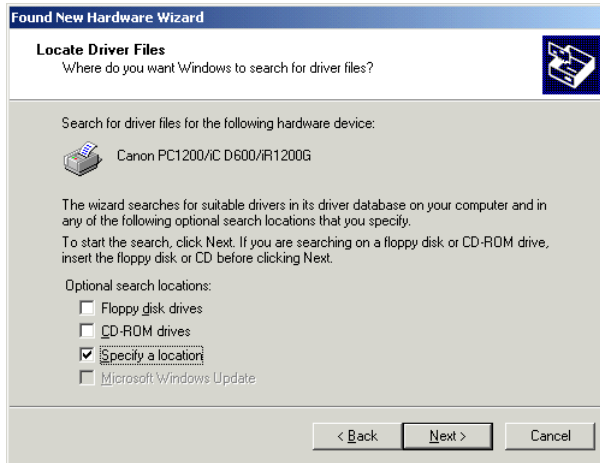 Found New Hardware Wizard
Locate Driver Files
Where do you want Windows to search for driver files?
Search for driver files for the following hardware device:
Canon PC1200/iC D600/iR1200G
The wizard searches for suitable drivers in its driver database on your computer and in
any of the following optional search locations that you specify.
To start the search, click Next. If you are searching on a floppy disk or CD-ROM drive,
insert the floppy disk or CD before clicking Next.
Optional search locations:
Floppy disk drives
CD-ROM drives
Specify a location
Microsoft Windows Update
< Back
Next >
Cancel